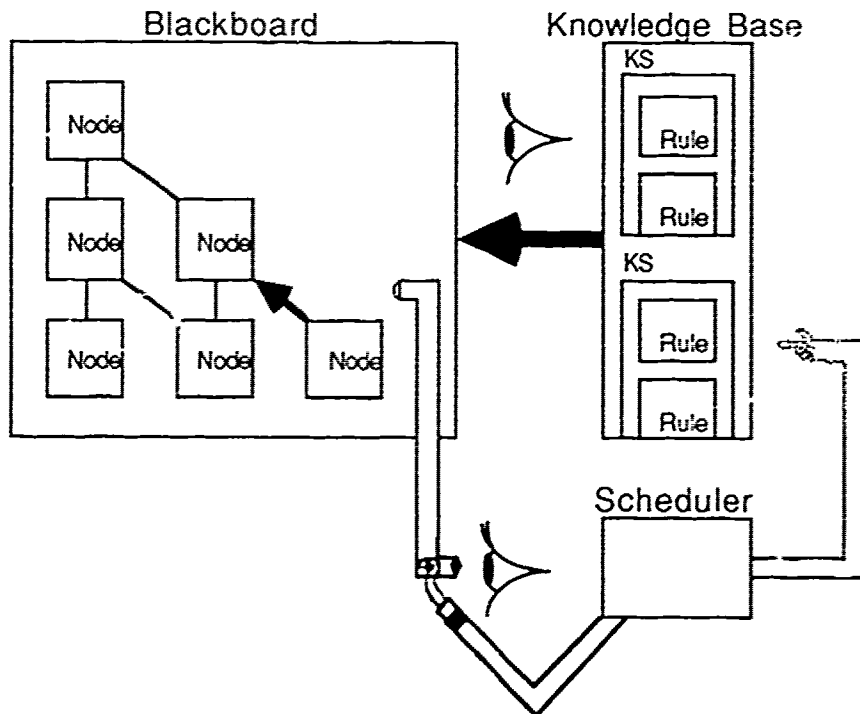 Blackboard
Knowledge Base
Node
Node
Node
Node
Node
Node
KS
Rule
Rule
KS
Rule
Rule
Scheduler